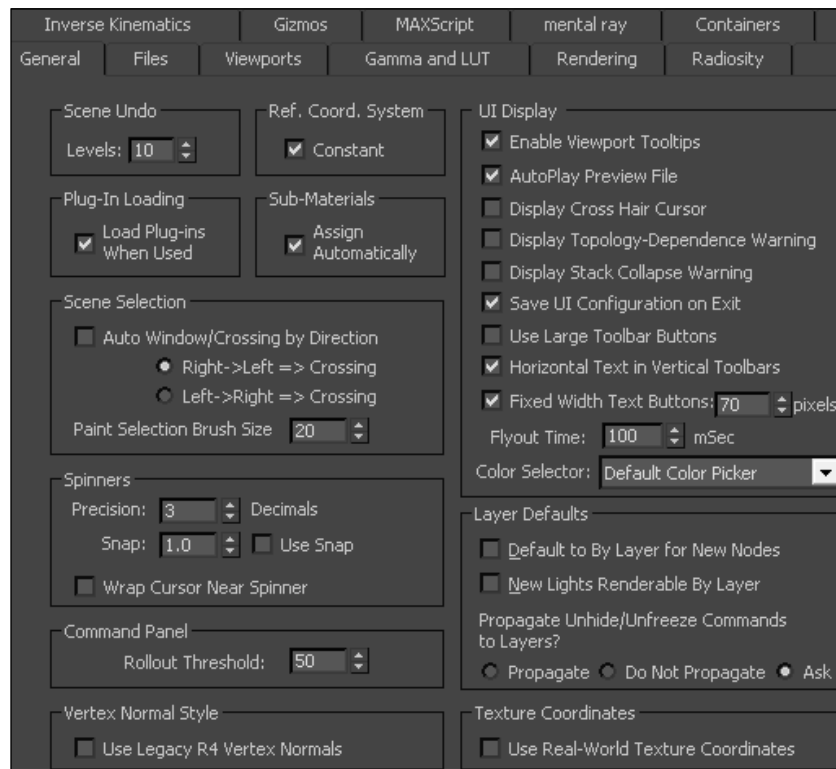 Inverse Kinematics Gizmos MAXScript mental ray Containers
General Files Viewports Gamma and LUT Rendering Radiosity
Scene Undo
Levels: 10
Ref. Coord. System
Constant
Plug-In Loading
Load Plug-ins
When Used
Sub-Materials
Assign
Automatically
Scene Selection
Auto Window/Crossing by Direction
Right->Left => Crossing
Left->Right => Crossing
Paint Selection Brush Size 20
Spinners
Precision: 3 Decimals
Snap: 1.0 Use Snap
Wrap Cursor Near Spinner
Command Panel
Rollout Threshold: 50
Vertex Normal Style
Use Legacy R4 Vertex Normals
UI Display
Enable Viewport Tooltips
AutoPlay Preview File
Display Cross Hair Cursor
Display Topology-Dependence Warning
Display Stack Collapse Warning
Save UI Configuration on Exit
Use Large Toolbar Buttons
Horizontal Text in Vertical Toolbars
Fixed Width Text Buttons: 70 pixels
Flyout Time: 100 mSec
Color Selector: Default Color Picker
Layer Defaults
Default to By Layer for New Nodes
New Lights Renderable By Layer
Propagate Unhide/Unfreeze Commands
to Layers?
Propagate Do Not Propagate Ask
Texture Coordinates
Use Real-World Texture Coordinates